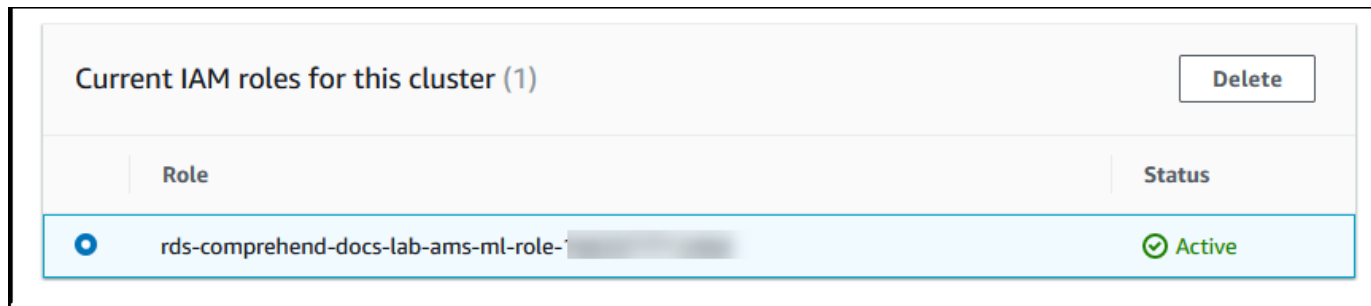 Current IAM roles for this cluster (1)
Delete
Role
Status
rds-comprehend-docs-lab-ams-ml-role-
Active